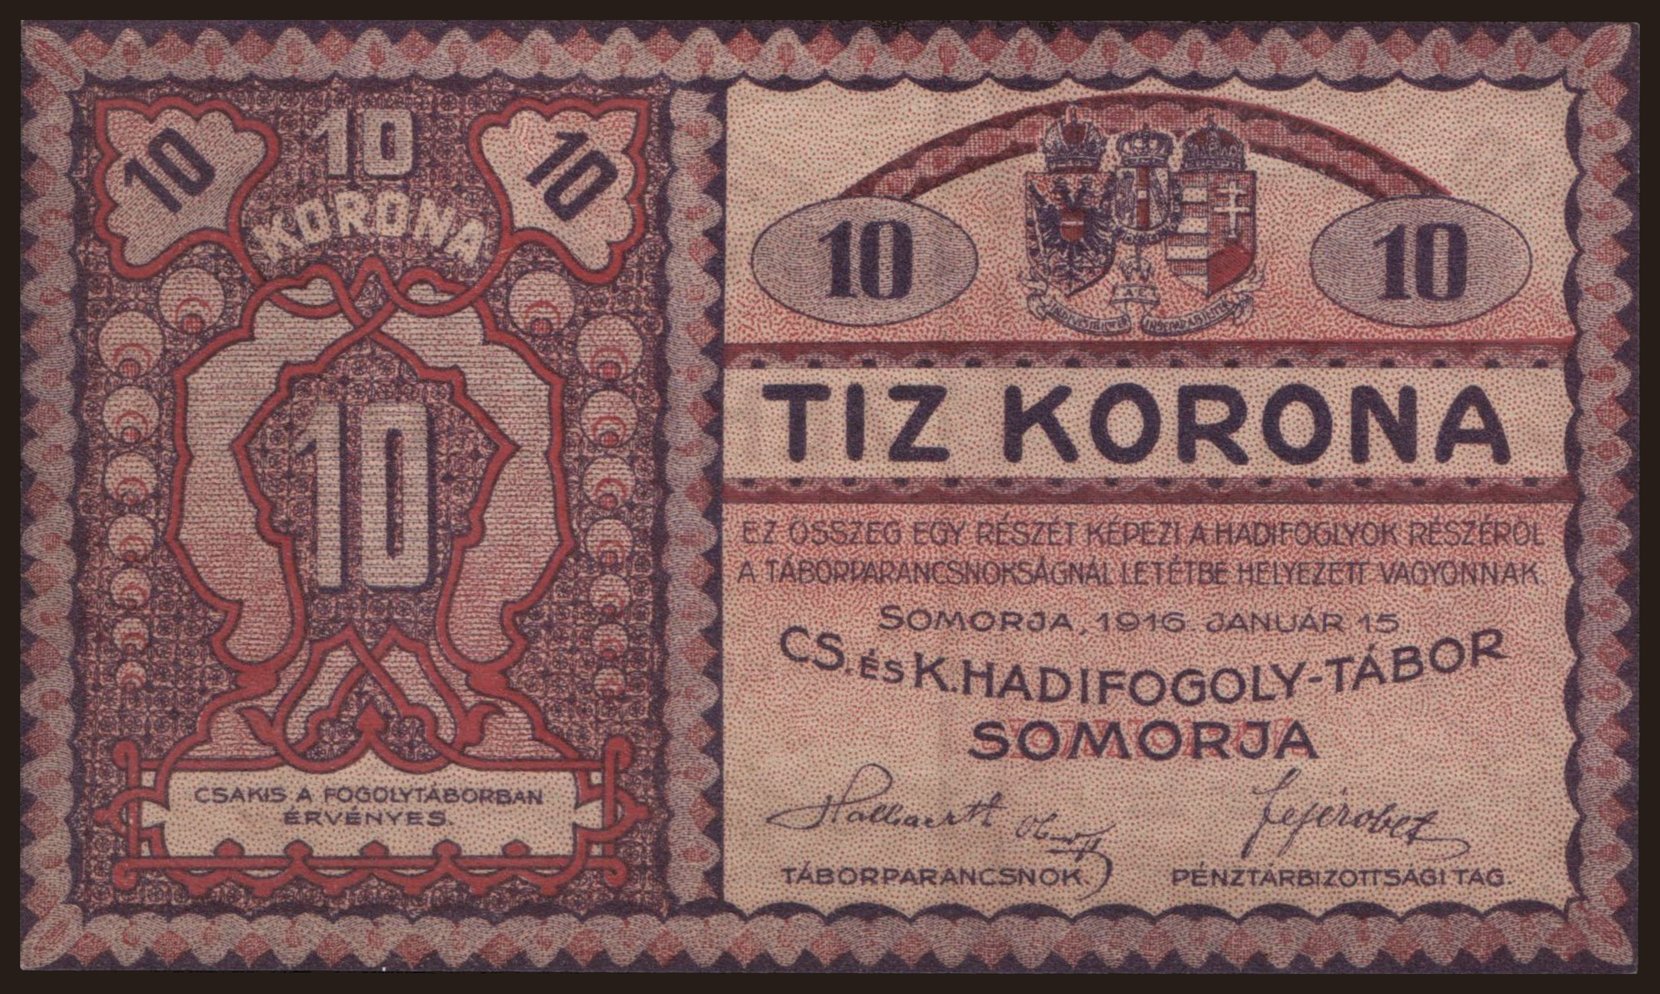 10
10
10
KORONA
10
CSAKIS A FOGOLYTÁBORBAN
ÉRVÉNYES.
10
10
TIZ KORONA
EZ ÖSSZEG EGY RÉSZÉT KÉPEZI A HADIFOGLYOK RÉSZÉRŐL
A TÁBORPARANCSNOKSÁGNÁL LETÉTBE HELYEZETT VAGYONNAK.
SOMORJA, 1916. JANUÁR 15
CS. ÉS K. HADIFOGOLY-TÁBOR
SOMORJA
TÁBORPARANCSNOK.
PÉNZTÁRBIZOTTSÁGI TAG.